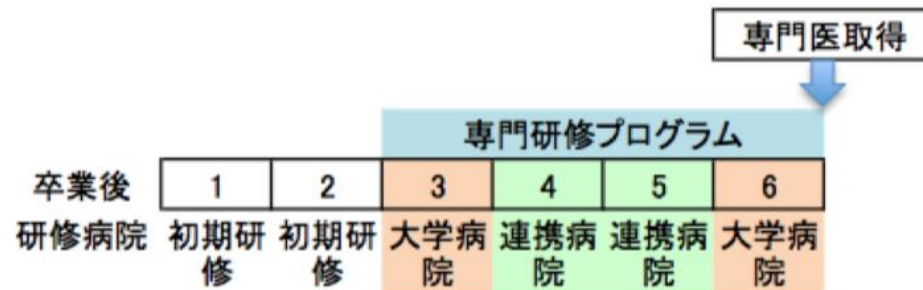 専門医取得
専門研修プログラム
卒業後 1 2 3 4 5 6
研修病院 初期研 初期研 大学病 連携病 連携病 大学病
修 修 院 院 院 院